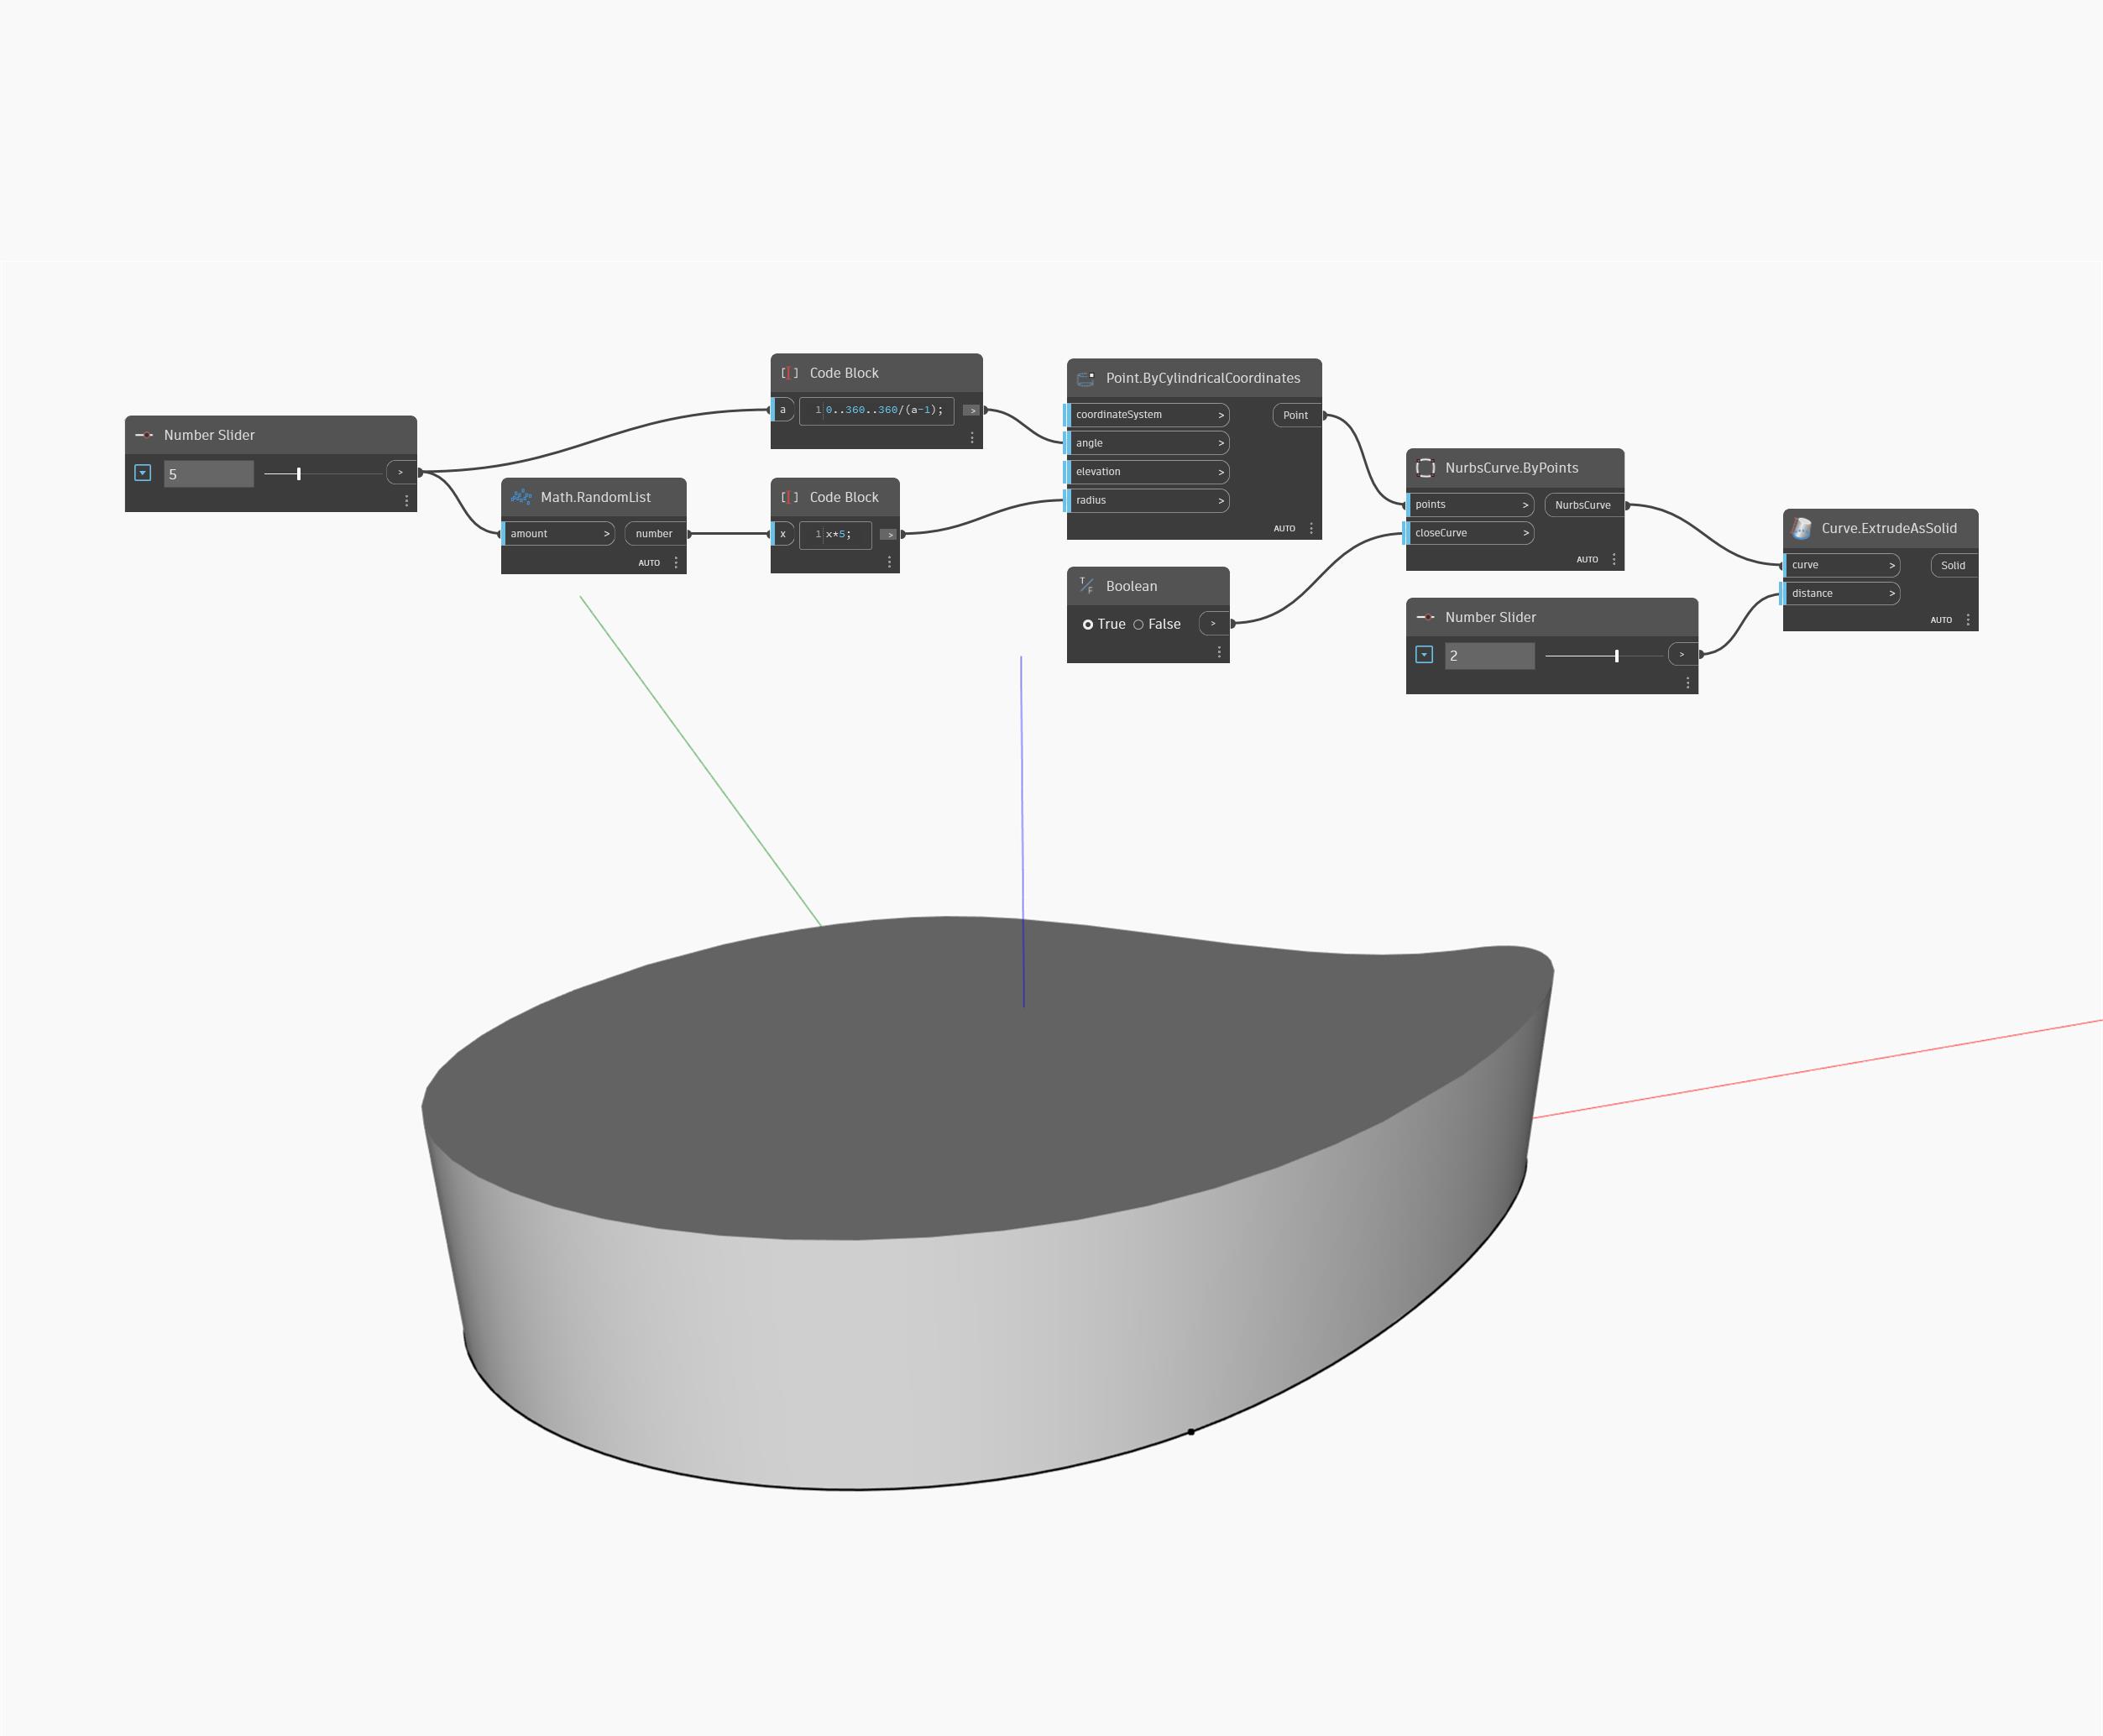 Number Slider
5
>
Math.RandomList
amount > number
AUTO
Code Block
a 1 0..360..360/(a-1); >
Code Block
x 1 x*5; >
Point.ByCylindricalCoordinates
coordinateSystem > Point
angle >
elevation >
radius >
AUTO
Boolean
True False >
NurbsCurve.ByPoints
points > NurbsCurve
closeCurve >
AUTO
Number Slider
2
>
Curve.ExtrudeAsSolid
curve > Solid
distance >
AUTO